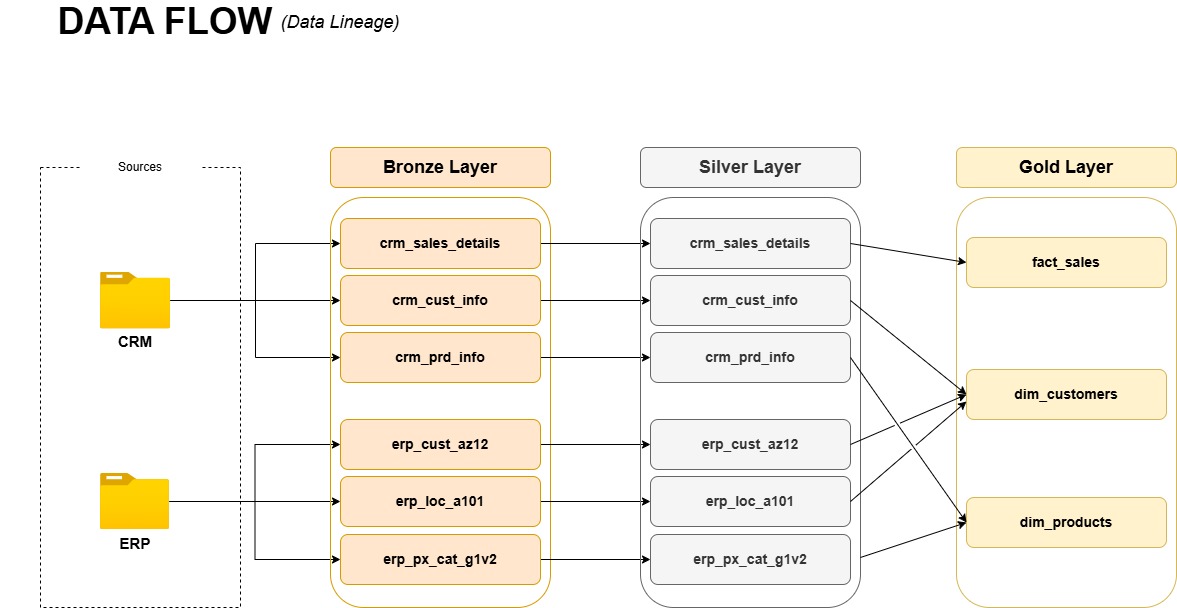 DATA FLOW (Data Lineage)
Sources
CRM
ERP
Bronze Layer
crm_sales_details
crm_cust_info
crm_prd_info
erp_cust_az12
erp_loc_a101
erp_px_cat_g1v2
Silver Layer
crm_sales_details
crm_cust_info
crm_prd_info
erp_cust_az12
erp_loc_a101
erp_px_cat_g1v2
Gold Layer
fact_sales
dim_customers
dim_products